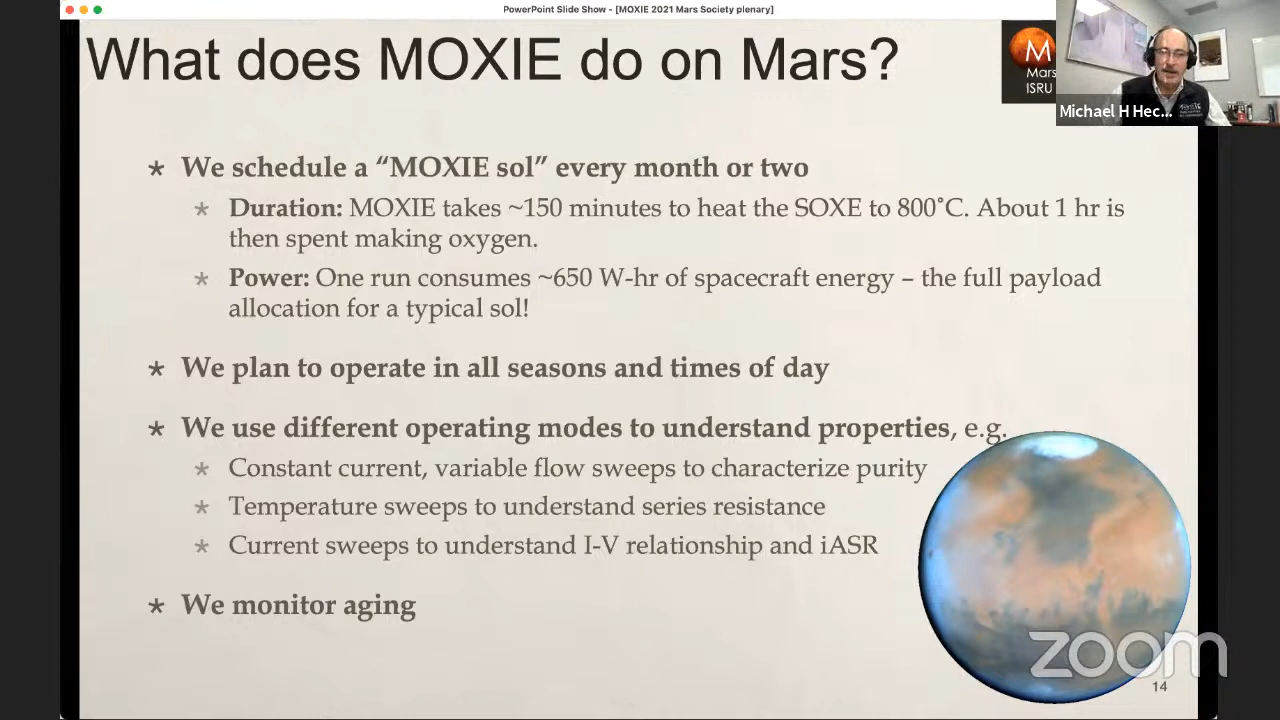 PowerPoint Slide Show - [MOXIE 2021 Mars Society plenary]
What does MOXIE do on Mars?
M
Mars
ISRU
Michael H Hec...
* We schedule a “MOXIE sol” every month or two
* Duration: MOXIE takes ~150 minutes to heat the SOXE to 800˚C. About 1 hr is
then spent making oxygen.
* Power: One run consumes ~650 W-hr of spacecraft energy – the full payload
allocation for a typical sol!
* We plan to operate in all seasons and times of day
* We use different operating modes to understand properties, e.g.
* Constant current, variable flow sweeps to characterize purity
* Temperature sweeps to understand series resistance
* Current sweeps to understand I-V relationship and iASR
* We monitor aging
zoom
14